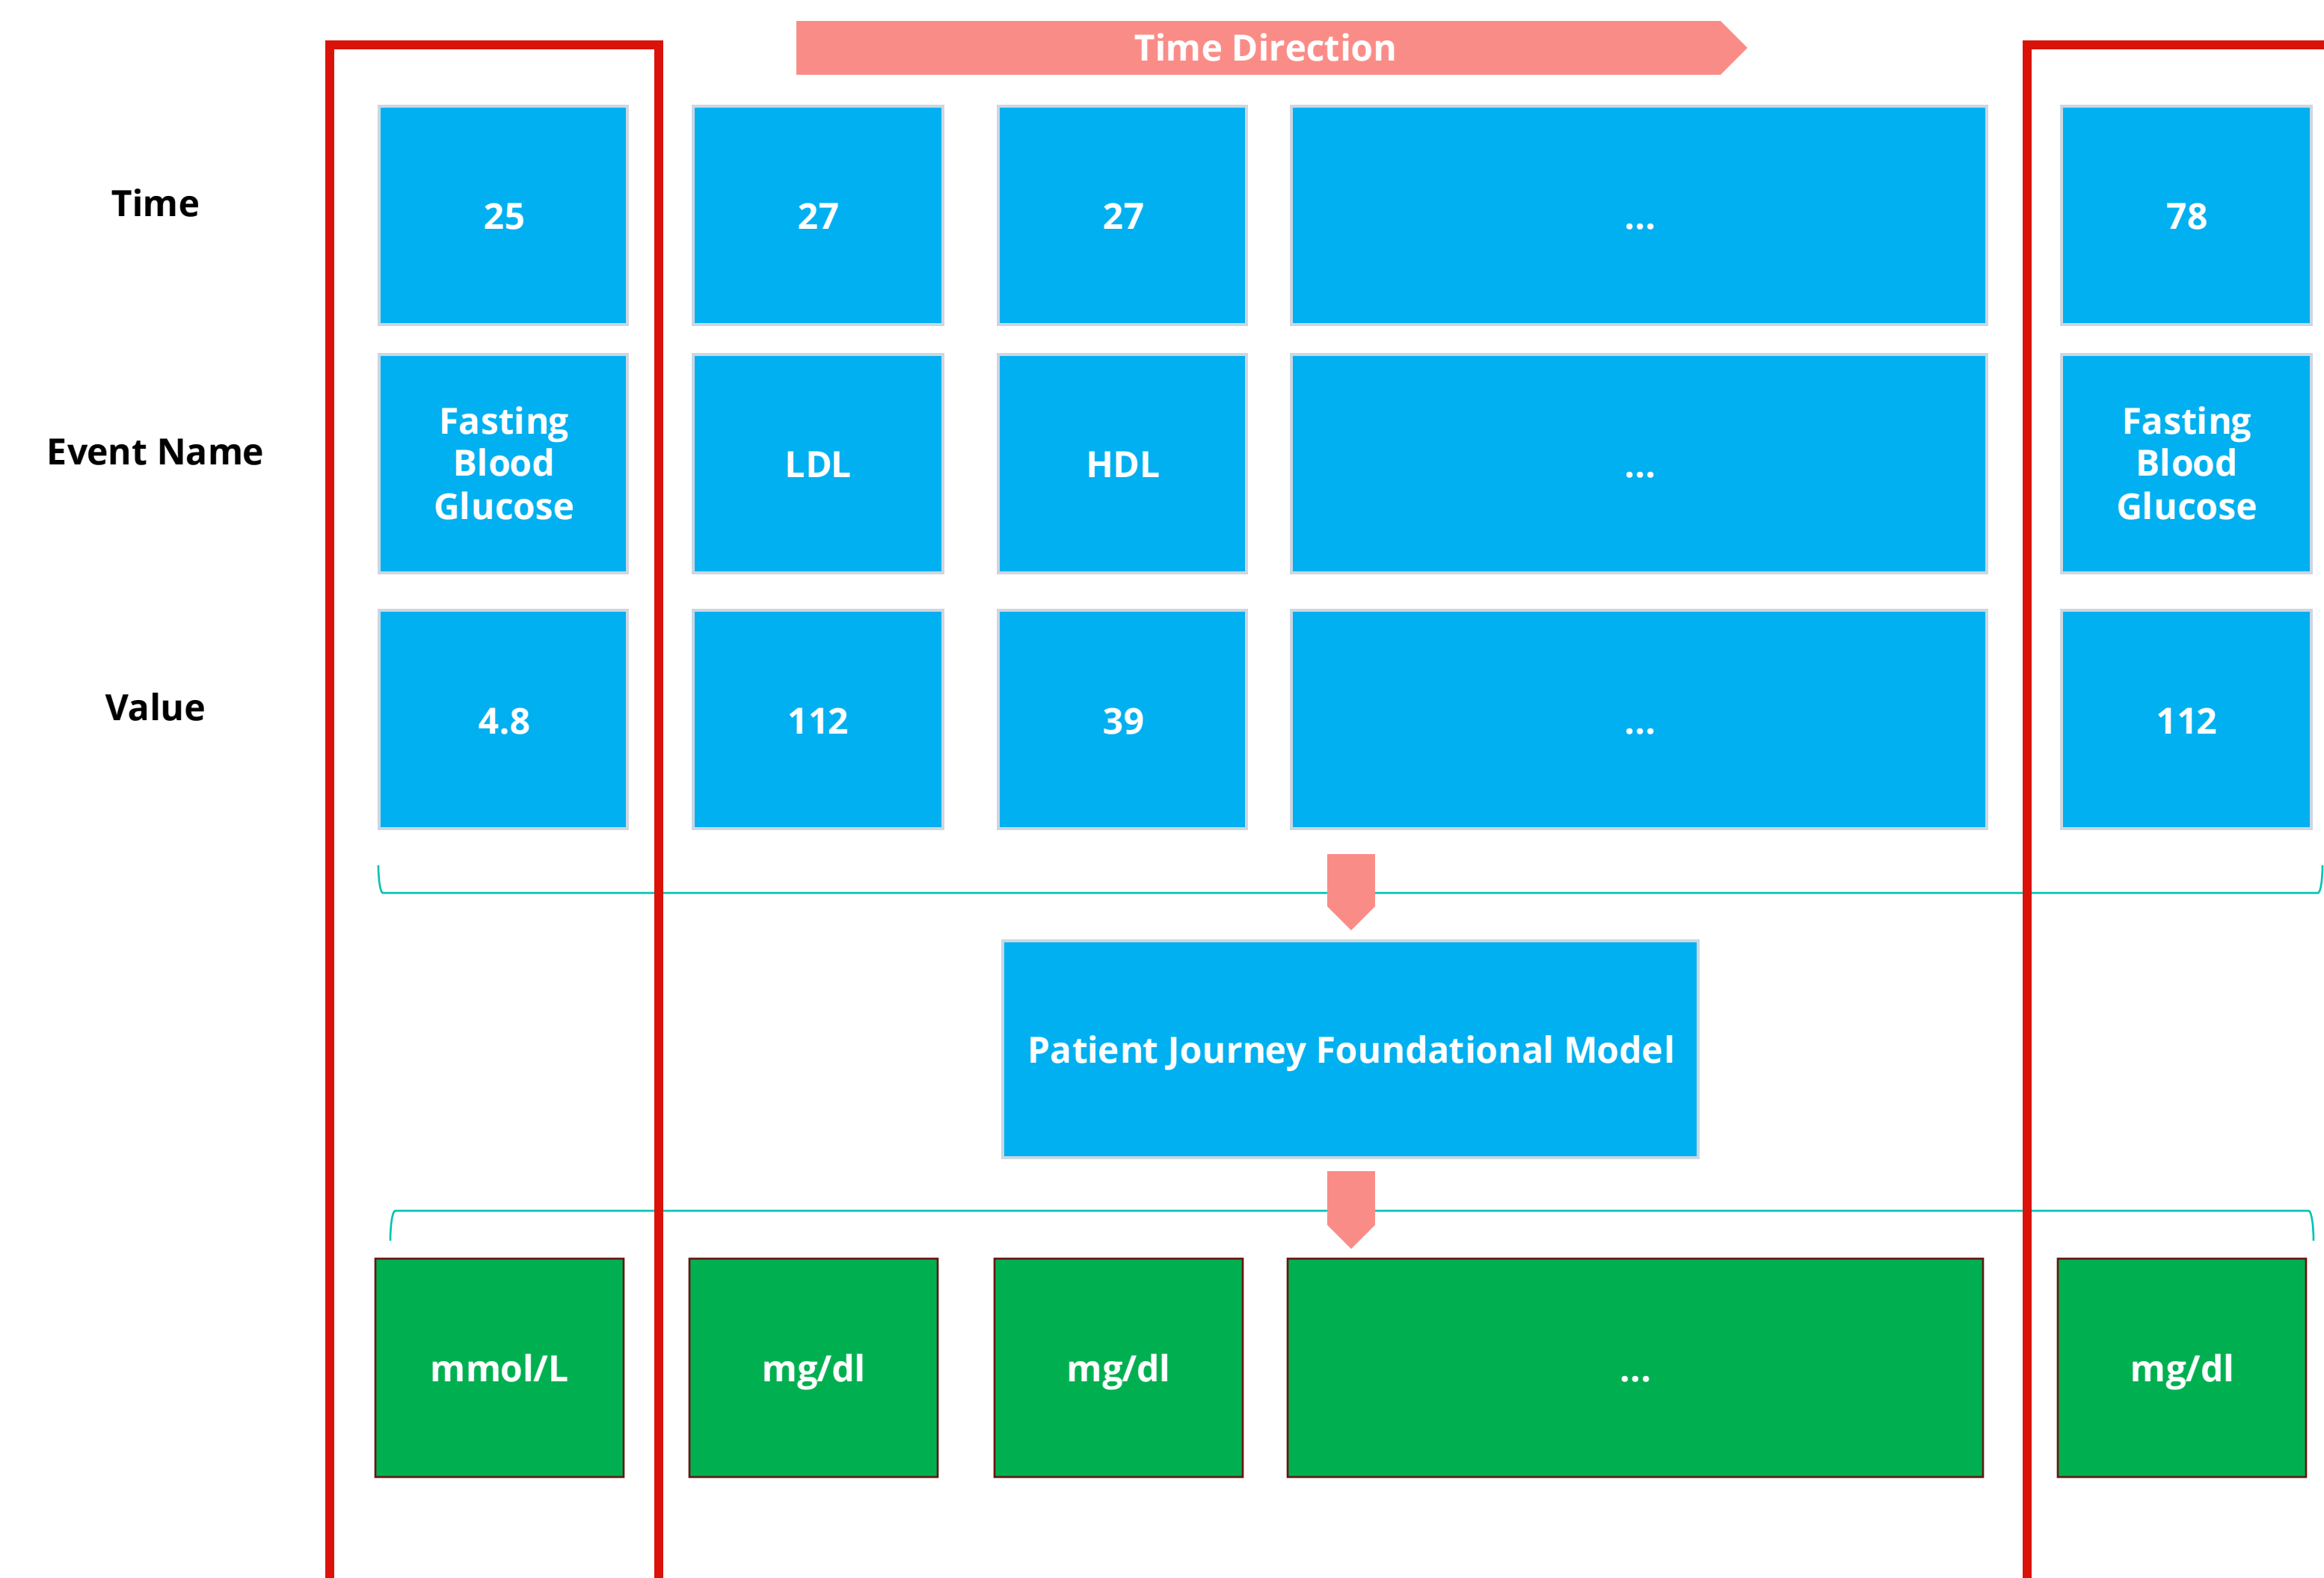 Time Direction
Time
25
27
27
...
78
Event Name
Fasting
Blood
Glucose
LDL
HDL
...
Fasting
Blood
Glucose
Value
4.8
112
39
...
112
Patient Journey Foundational Model
mmol/L
mg/dl
mg/dl
...
mg/dl